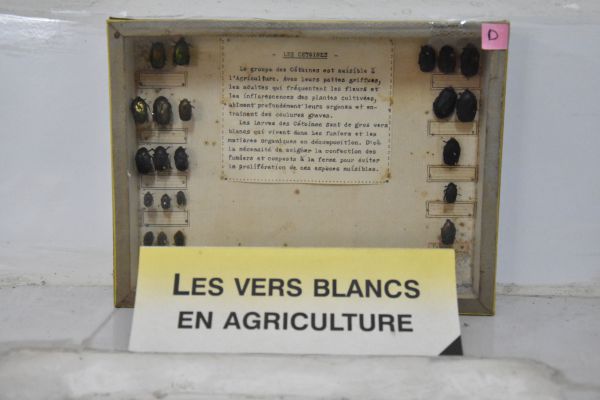 D
- LES CETOINES -
Le groupe des Cétoines est nuisible à
l'Agriculture. Avec leurs pattes griffues,
les adultes qui fréquentent les fleurs et
les inflorescences des plantes cultivées,
abîment profondément leurs organes et en-
trainent des coulures graves.
Les larves des Cétoines sont de gros vers
blancs qui vivent dans les fumiers et les
matières organiques en décomposition. D'où
la nécessité de soigner la confection des
fumiers et composts à la ferme pour éviter
la prolifération de ces espèces nuisibles.
LES VERS BLANCS
EN AGRICULTURE